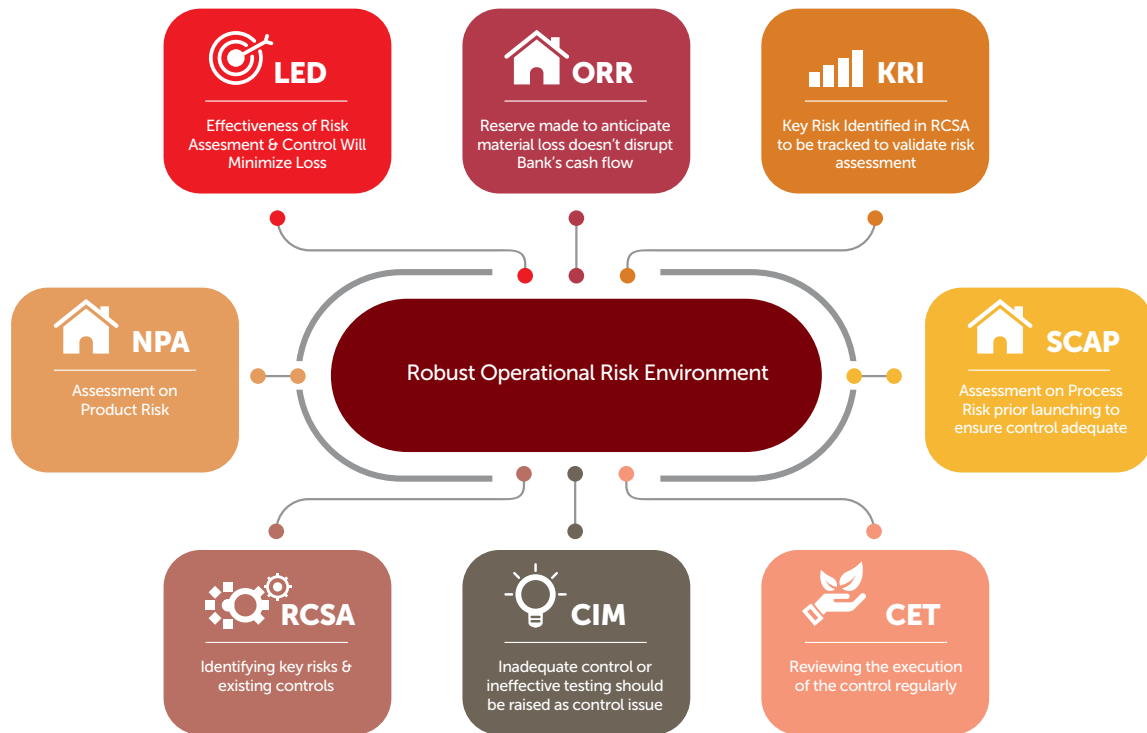 LED
Effectiveness of Risk
Assesment & Control Will
Minimize Loss
ORR
Reserve made to anticipate
material loss doesn't disrupt
Bank's cash flow
KRI
Key Risk Identified in RCSA
to be tracked to validate risk
assessment
NPA
Assessment on
Product Risk
Robust Operational Risk Environment
SCAP
Assessment on Process
Risk prior launching to
ensure control adequate
RCSA
Identifying key risks &
existing controls
CIM
Inadequate control or
ineffective testing should
be raised as control issue
CET
Reviewing the execution
of the control regularly